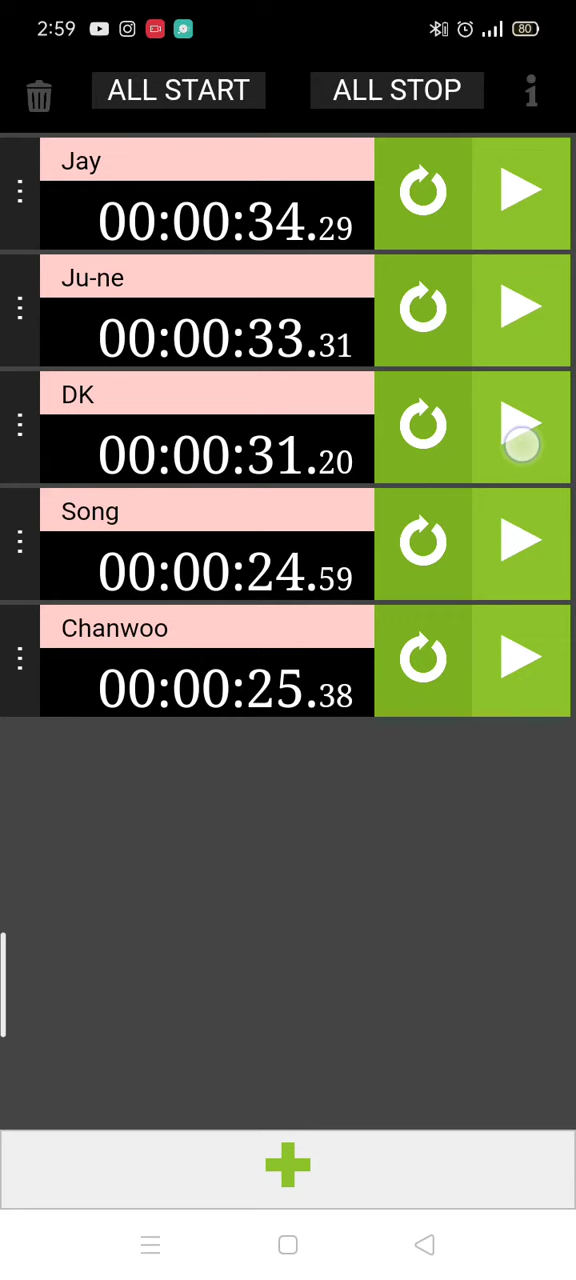 2:59 80
ALL START ALL STOP
Jay
00:00:34.29
Ju-ne
00:00:33.31
DK
00:00:31.20
Song
00:00:24.59
Chanwoo
00:00:25.38